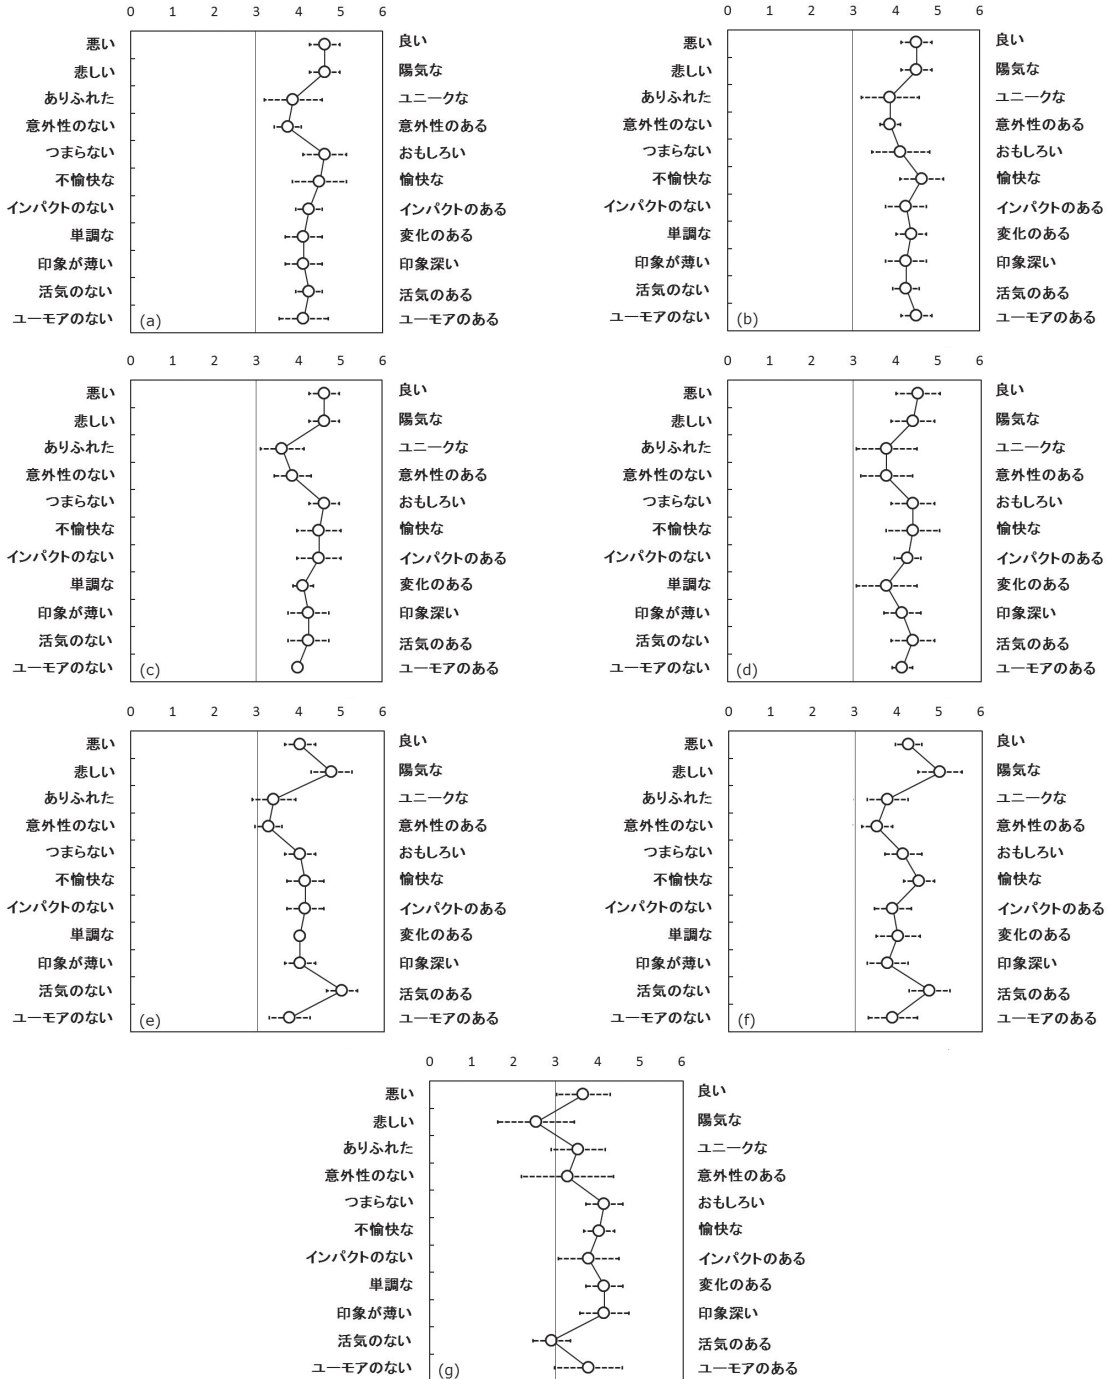 0 1 2 3 4 5 6
悪い 良い
悲しい 陽気な
ありふれた ユニークな
意外性のない 意外性のある
つまらない おもしろい
不愉快な 愉快な
インパクトのない インパクトのある
単調な 変化のある
印象が薄い 印象深い
活気のない 活気のある
ユーモアのない (a) ユーモアのある
0 1 2 3 4 5 6
悪い 良い
悲しい 陽気な
ありふれた ユニークな
意外性のない 意外性のある
つまらない おもしろい
不愉快な 愉快な
インパクトのない インパクトのある
単調な 変化のある
印象が薄い 印象深い
活気のない 活気のある
ユーモアのない (b) ユーモアのある
0 1 2 3 4 5 6
悪い 良い
悲しい 陽気な
ありふれた ユニークな
意外性のない 意外性のある
つまらない おもしろい
不愉快な 愉快な
インパクトのない インパクトのある
単調な 変化のある
印象が薄い 印象深い
活気のない 活気のある
ユーモアのない (c) ユーモアのある
0 1 2 3 4 5 6
悪い 良い
悲しい 陽気な
ありふれた ユニークな
意外性のない 意外性のある
つまらない おもしろい
不愉快な 愉快な
インパクトのない インパクトのある
単調な 変化のある
印象が薄い 印象深い
活気のない 活気のある
ユーモアのない (d) ユーモアのある
0 1 2 3 4 5 6
悪い 良い
悲しい 陽気な
ありふれた ユニークな
意外性のない 意外性のある
つまらない おもしろい
不愉快な 愉快な
インパクトのない インパクトのある
単調な 変化のある
印象が薄い 印象深い
活気のない 活気のある
ユーモアのない (e) ユーモアのある
0 1 2 3 4 5 6
悪い 良い
悲しい 陽気な
ありふれた ユニークな
意外性のない 意外性のある
つまらない おもしろい
不愉快な 愉快な
インパクトのない インパクトのある
単調な 変化のある
印象が薄い 印象深い
活気のない 活気のある
ユーモアのない (f) ユーモアのある
0 1 2 3 4 5 6
悪い 良い
悲しい 陽気な
ありふれた ユニークな
意外性のない 意外性のある
つまらない おもしろい
不愉快な 愉快な
インパクトのない インパクトのある
単調な 変化のある
印象が薄い 印象深い
活気のない 活気のある
ユーモアのない (g) ユーモアのある